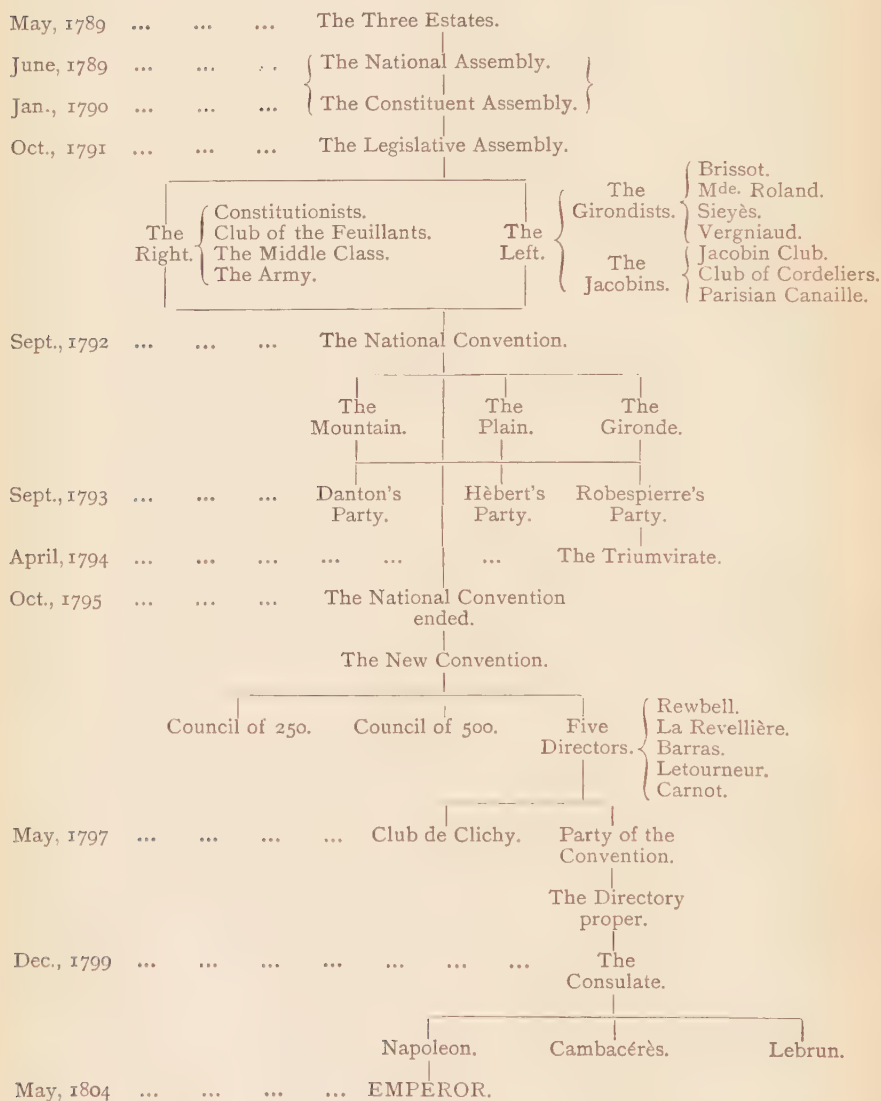 May, 1789 ... ... ... The Three Estates.
June, 1789 ... ... ... The National Assembly.
Jan., 1790 ... ... ... The Constituent Assembly.
Oct., 1791 ... ... ... The Legislative Assembly.
The Right.
Constitutionists.
Club of the Feuillants.
The Middle Class.
The Army.
The Left.
The Girondists.
Brissot.
Mde. Roland.
Sieyès.
Vergniaud.
The Jacobins.
Jacobin Club.
Club of Cordeliers.
Parisian Canaille.
Sept., 1792 ... ... ... The National Convention.
The Mountain.
The Plain.
The Gironde.
Sept., 1793 ... ... ... Danton's Party.
Hèbert's Party.
Robespierre's Party.
April, 1794 ... ... ... ... ... ... The Triumvirate.
Oct., 1795 ... ... ... The National Convention
ended.
The New Convention.
Council of 250.
Council of 500.
Five Directors.
Rewbell.
La Revellière.
Barras.
Letourneur.
Carnot.
May, 1797 ... ... ... ... Club de Clichy.
Party of the
Convention.
The Directory
proper.
Dec., 1799 ... ... ... ... ... ... ... The
Consulate.
Napoleon. Cambacérès. Lebrun.
May, 1804 ... ... ... ... EMPEROR.